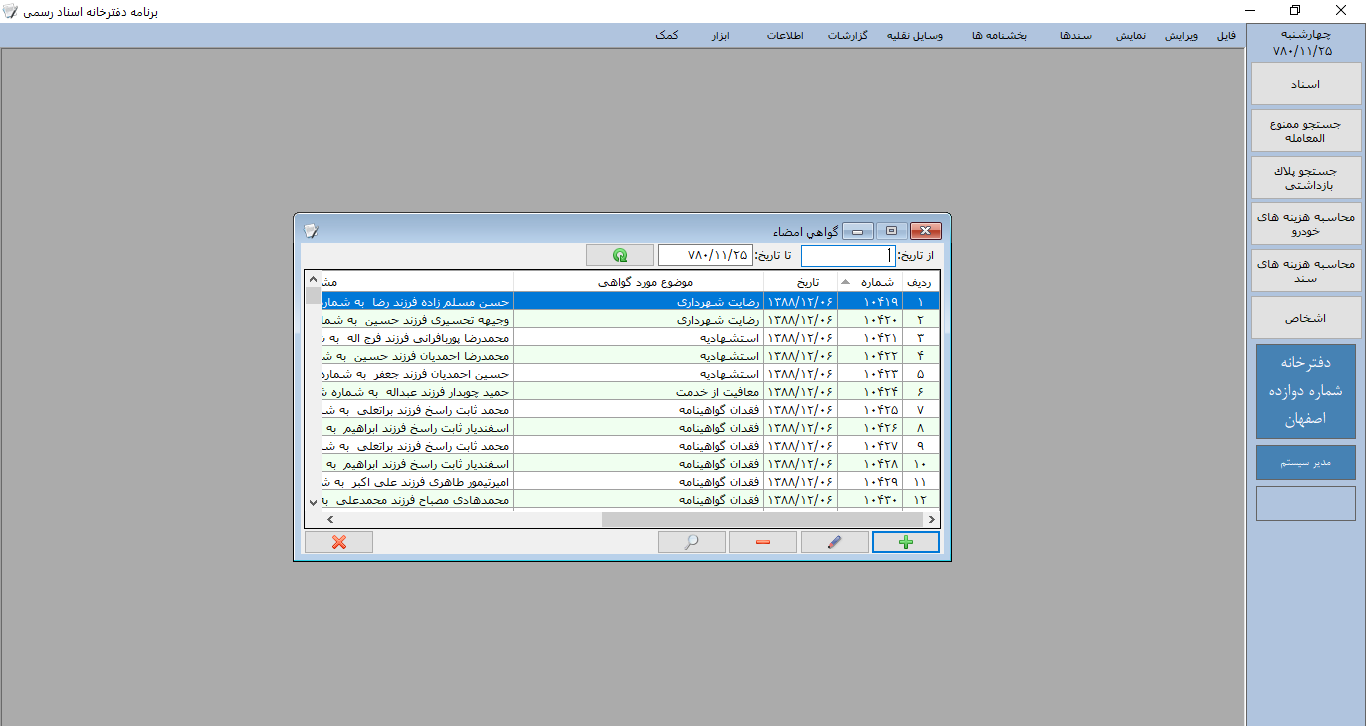 برنامه دفترخانه اسناد رسمی
فایل ویرایش نمایش سندها بخشنامه ها وسایل نقلیه گزارشات اطلاعات ابزار کمک
چهارشنبه
۷۸۰/۱۱/۲۵
اسناد
جستجو ممنوع
المعامله
جستجو پلاك
بازداشتی
محاسبه هزینه های
خودرو
محاسبه هزینه های
سند
اشخاص
دفترخانه
شماره دوازده
اصفهان
مدیر سیستم
گواهي امضاء
از تاریخ: تا تاریخ: ۷۸۰/۱۱/۲۵
ردیف شماره تاریخ موضوع مورد گواهی
۱ ۱۰۴۱۹ ۱۳۸۸/۱۲/۰۶ رضایت شهرداری حسن مسلم زاده فرزند رضا به شماره
۲ ۱۰۴۲۰ ۱۳۸۸/۱۲/۰۶ رضایت شهرداری وجیهه تحسیری فرزند حسین به
۳ ۱۰۴۲۱ ۱۳۸۸/۱۲/۰۶ استشهادیه محمدرضا پوربافرانی فرزند فرج اله به
۴ ۱۰۴۲۲ ۱۳۸۸/۱۲/۰۶ استشهادیه محمدرضا احمدیان فرزند حسین به
۵ ۱۰۴۲۳ ۱۳۸۸/۱۲/۰۶ استشهادیه حسین احمدیان فرزند جعفر به شماره
۶ ۱۰۴۲۴ ۱۳۸۸/۱۲/۰۶ معافیت از خدمت حمید چوبدار فرزند عبداله به شماره
۷ ۱۰۴۲۵ ۱۳۸۸/۱۲/۰۶ فقدان گواهینامه محمد ثابت راسخ فرزند براتعلی به
۸ ۱۰۴۲۶ ۱۳۸۸/۱۲/۰۶ فقدان گواهینامه اسفندیار ثابت راسخ فرزند ابراهیم به
۹ ۱۰۴۲۷ ۱۳۸۸/۱۲/۰۶ فقدان گواهینامه محمد ثابت راسخ فرزند براتعلی به
۱۰ ۱۰۴۲۸ ۱۳۸۸/۱۲/۰۶ فقدان گواهینامه اسفندیار ثابت راسخ فرزند ابراهیم به
۱۱ ۱۰۴۲۹ ۱۳۸۸/۱۲/۰۶ فقدان گواهینامه امیرتیمور طاهری فرزند علی اکبر به
۱۲ ۱۰۴۳۰ ۱۳۸۸/۱۲/۰۶ فقدان گواهینامه محمدهادی مصباح فرزند محمدعلی به